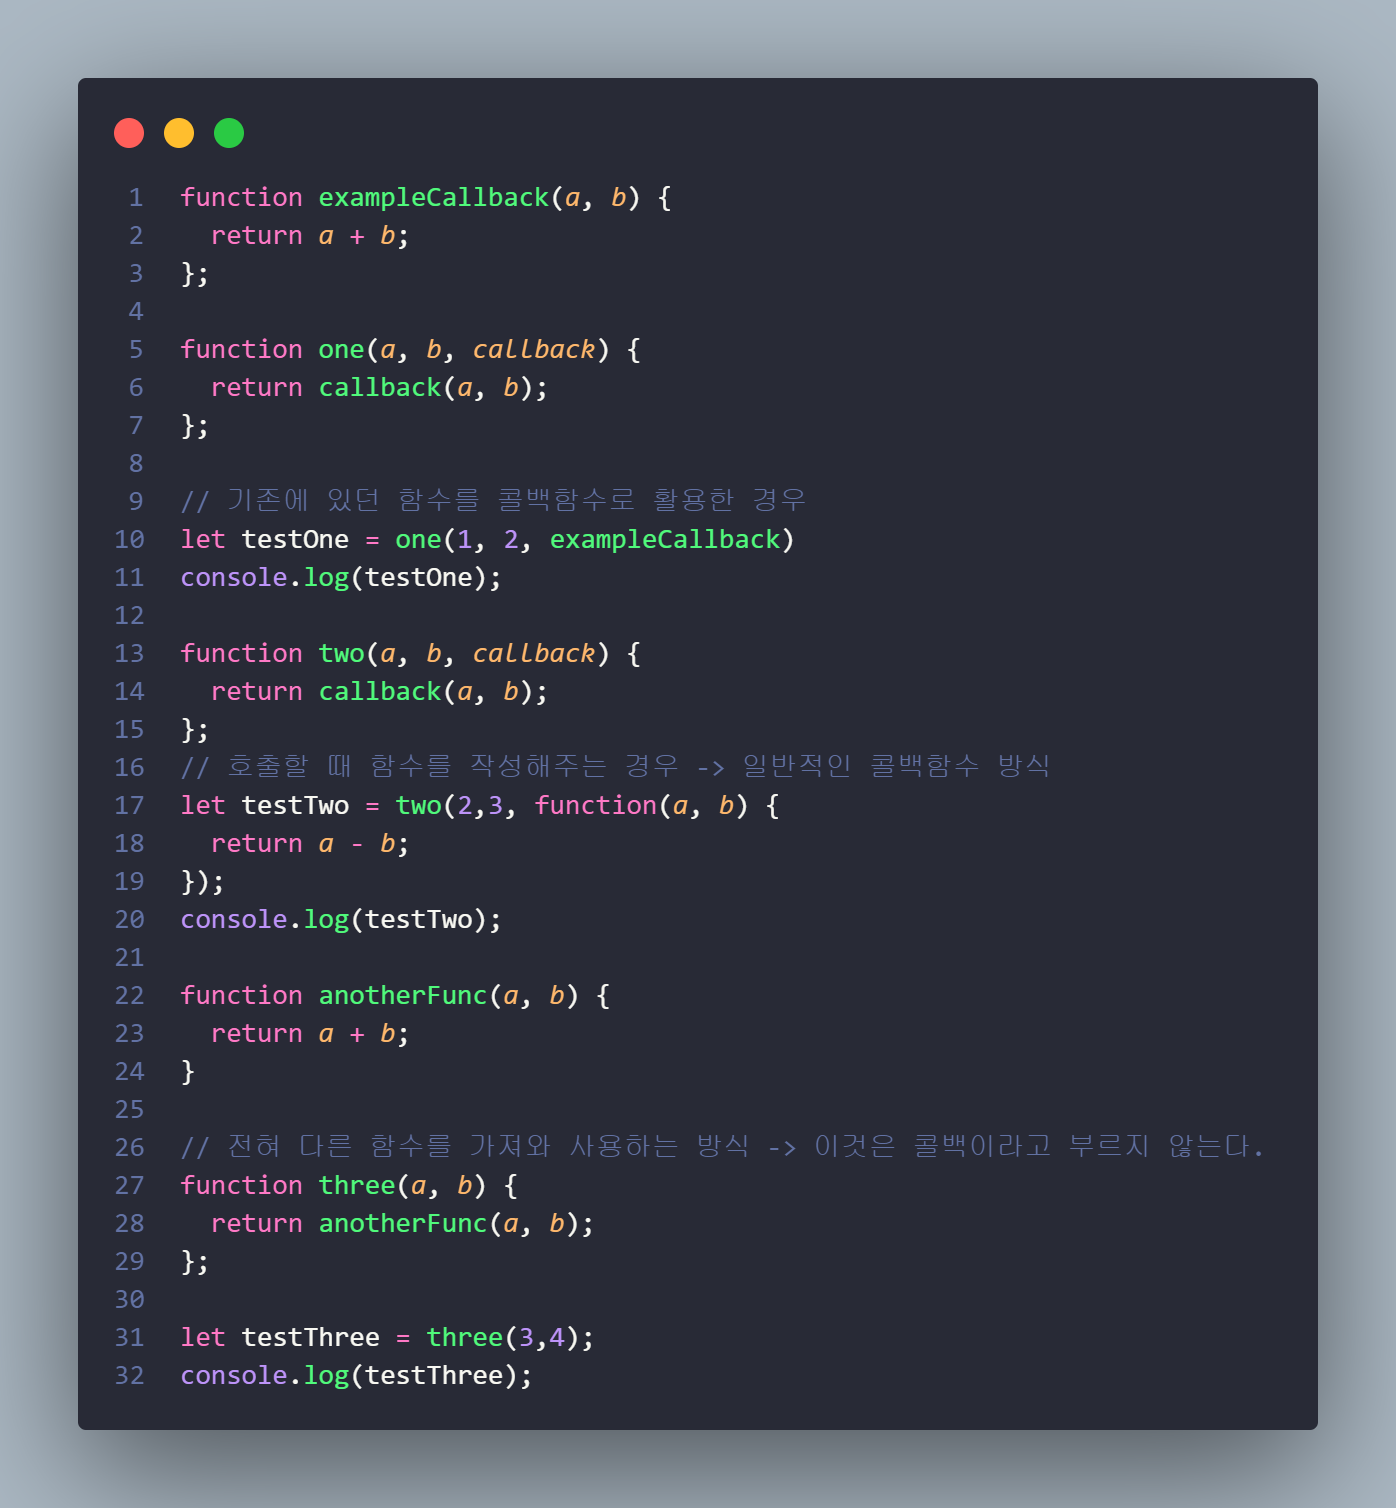 1 function exampleCallback(a, b) {
2   return a + b;
3 };
4
5 function one(a, b, callback) {
6   return callback(a, b);
7 };
8
9 // 기존에 있던 함수를 콜백함수로 활용한 경우
10 let testOne = one(1, 2, exampleCallback)
11 console.log(testOne);
12
13 function two(a, b, callback) {
14   return callback(a, b);
15 };
16 // 호출할 때 함수를 작성해주는 경우 -> 일반적인 콜백함수 방식
17 let testTwo = two(2,3, function(a, b) {
18   return a - b;
19 });
20 console.log(testTwo);
21
22 function anotherFunc(a, b) {
23   return a + b;
24 }
25
26 // 전혀 다른 함수를 가져와 사용하는 방식 -> 이것은 콜백이라고 부르지 않는다.
27 function three(a, b) {
28   return anotherFunc(a, b);
29 };
30
31 let testThree = three(3,4);
32 console.log(testThree);